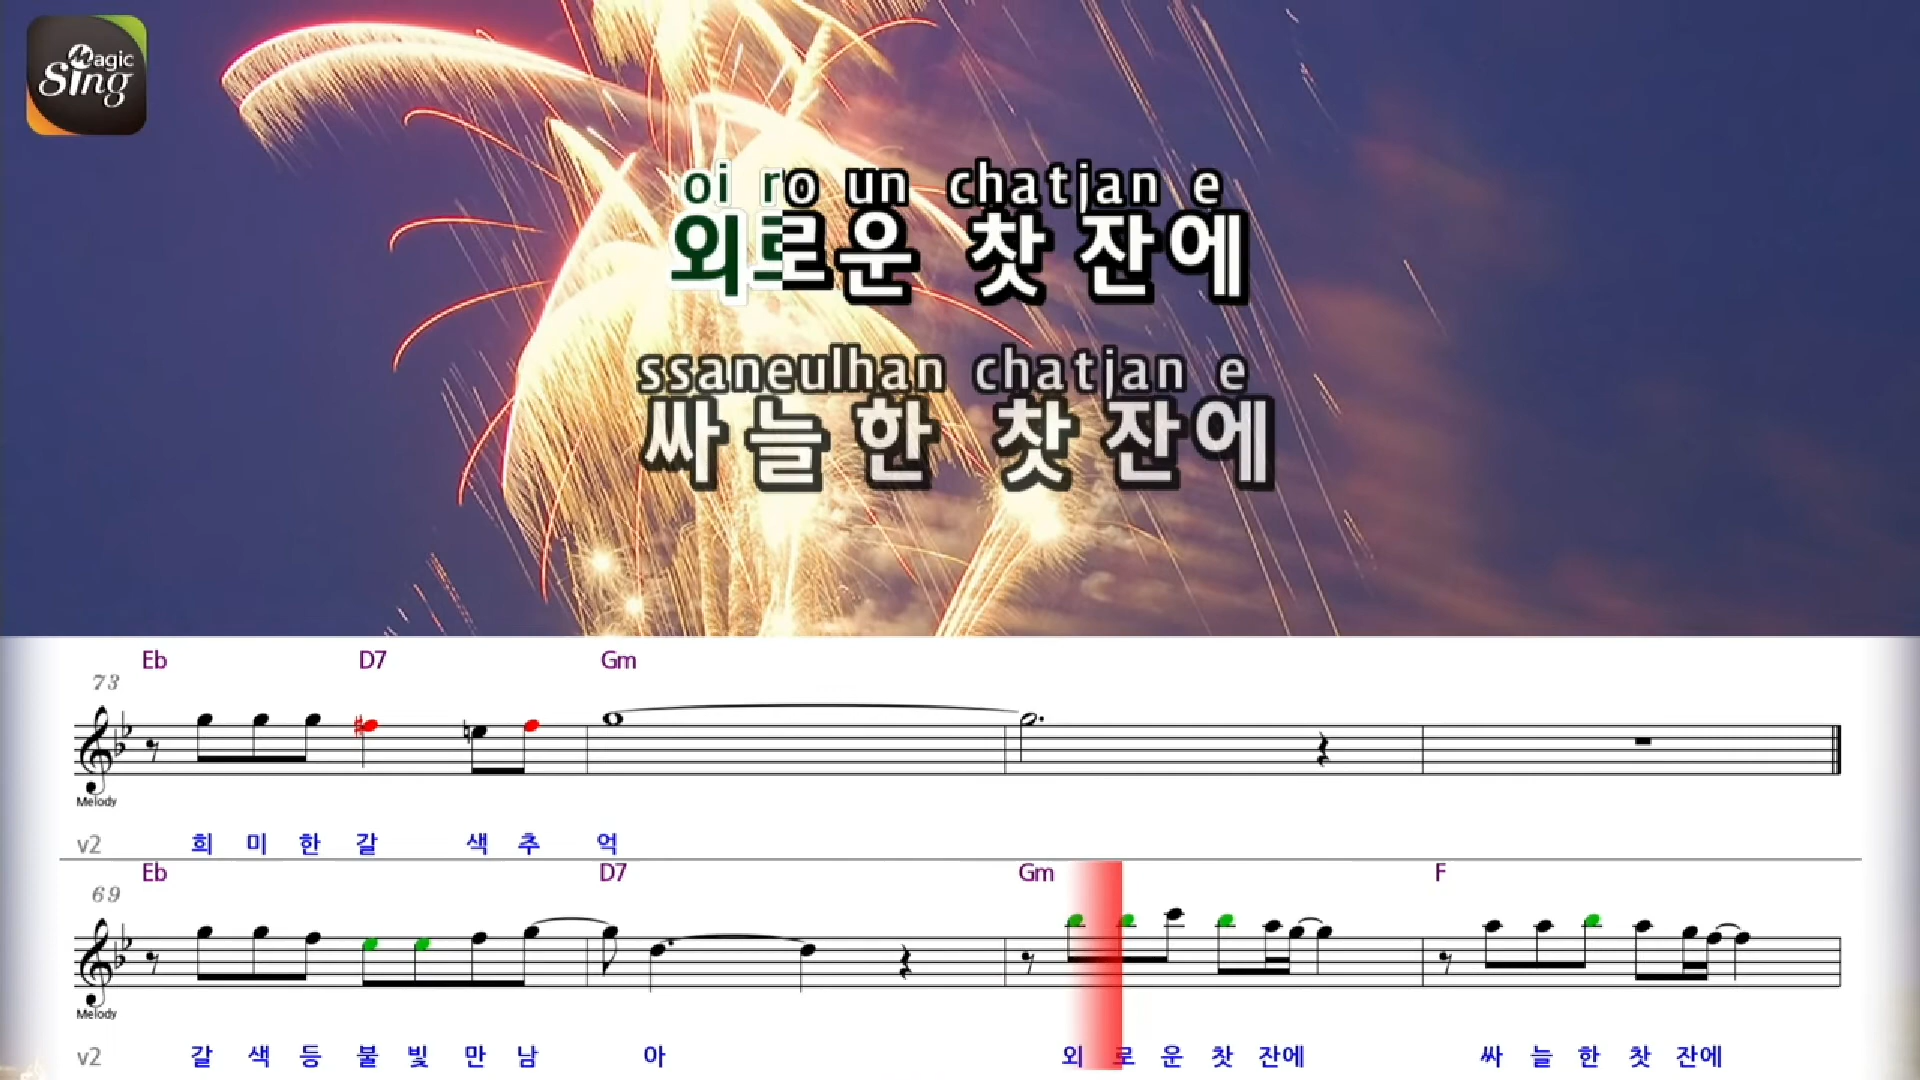 Magic
Sing
oi ro un chatjan e
외로운 찻잔에
ssaneulhan chatjan e
싸늘한 찻잔에
Eb D7 Gm
73
Melody
v2 희 미 한 갈 색 추 억
Eb D7 Gm F
69
Melody
v2 갈 색 등 불 빛 만 남 아 외 로 운 찻 잔에 싸 늘 한 찻 잔에